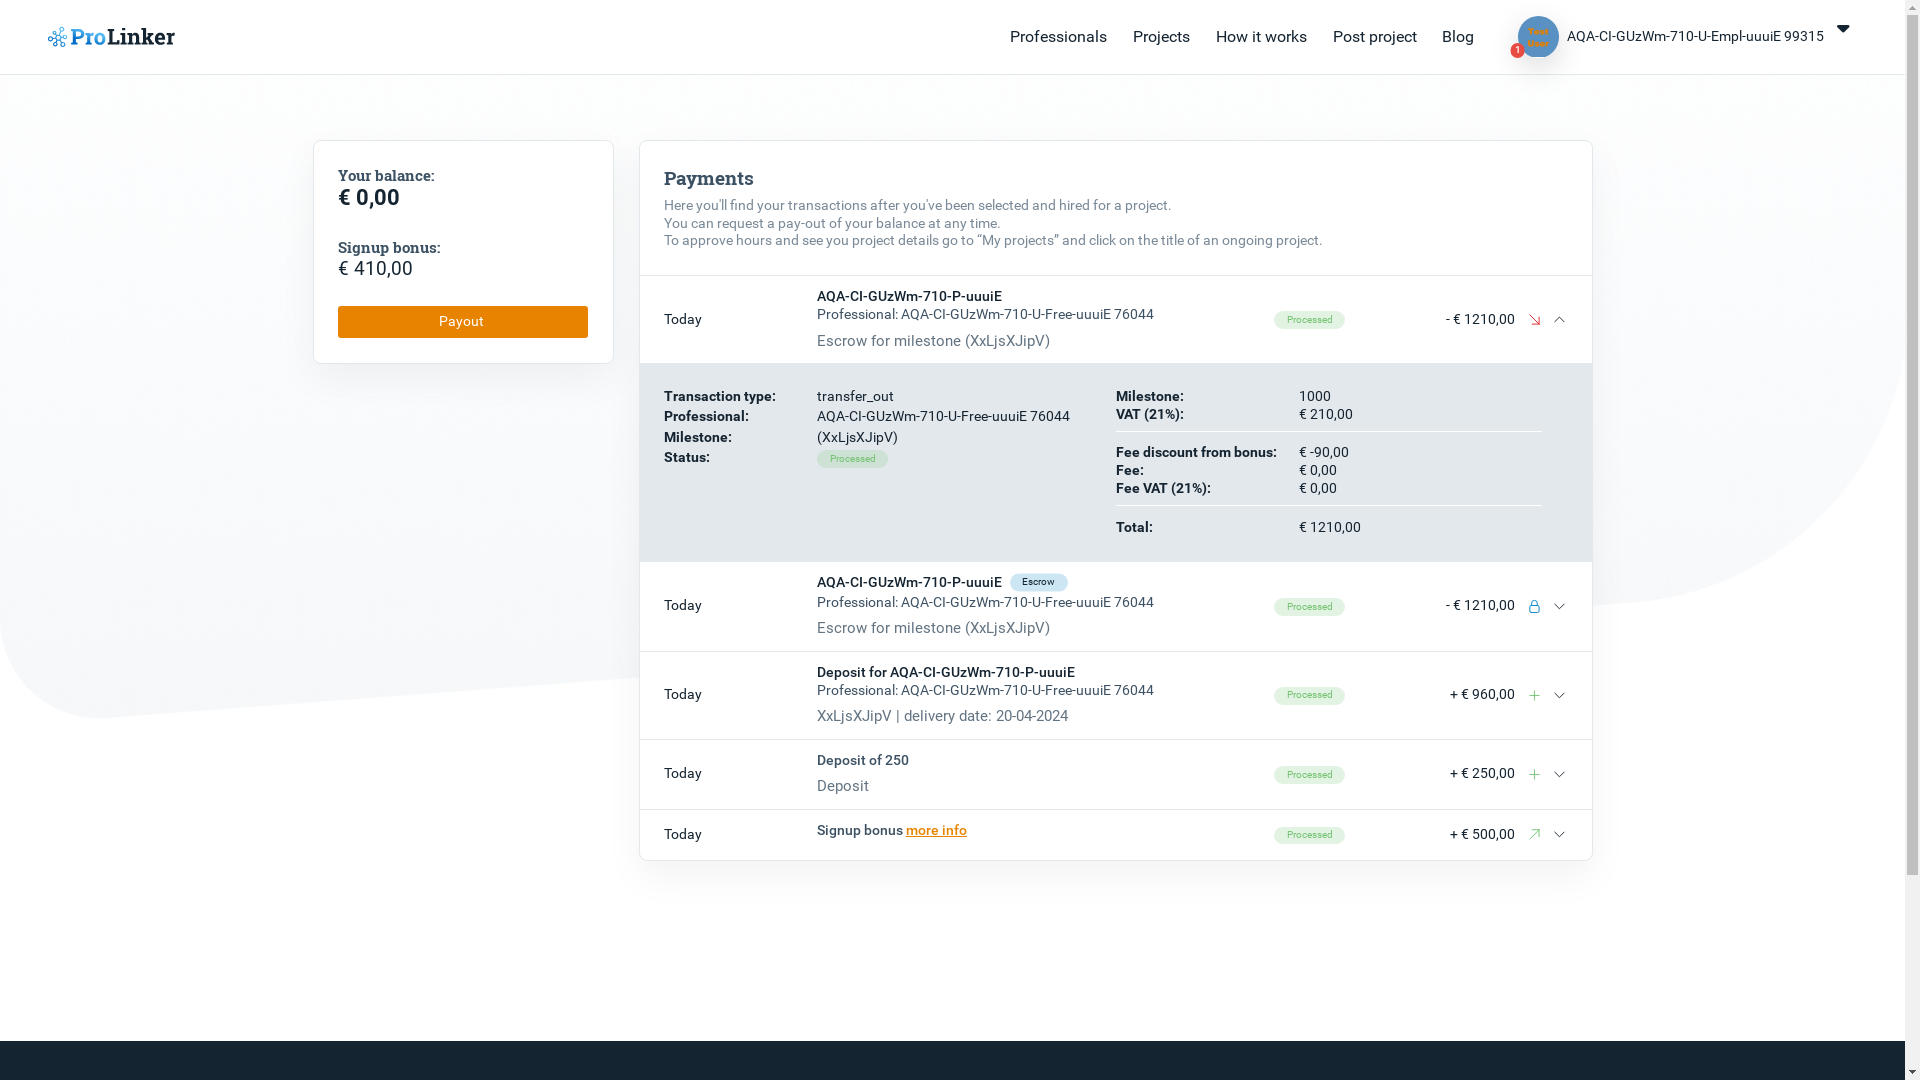 ProLinker
Professionals Projects How it works Post project Blog
1
Test
User
AQA-CI-GUzWm-710-U-Empl-uuuiE 99315
Your balance:
€ 0,00
Signup bonus:
€ 410,00
Payout
Payments
Here you'll find your transactions after you've been selected and hired for a project.
You can request a pay-out of your balance at any time.
To approve hours and see you project details go to “My projects” and click on the title of an ongoing project.
Today
AQA-CI-GUzWm-710-P-uuuiE
Professional: AQA-CI-GUzWm-710-U-Free-uuuiE 76044
Escrow for milestone (XxLjsXJipV)
Processed
- € 1210,00
Transaction type: transfer_out
Professional: AQA-CI-GUzWm-710-U-Free-uuuiE 76044
Milestone: (XxLjsXJipV)
Status: Processed
Milestone: 1000
VAT (21%): € 210,00
Fee discount from bonus: € -90,00
Fee: € 0,00
Fee VAT (21%): € 0,00
Total: € 1210,00
Today
AQA-CI-GUzWm-710-P-uuuiE Escrow
Professional: AQA-CI-GUzWm-710-U-Free-uuuiE 76044
Escrow for milestone (XxLjsXJipV)
Processed
- € 1210,00
Today
Deposit for AQA-CI-GUzWm-710-P-uuuiE
Professional: AQA-CI-GUzWm-710-U-Free-uuuiE 76044
XxLjsXJipV | delivery date: 20-04-2024
Processed
+ € 960,00
Today
Deposit of 250
Deposit
Processed
+ € 250,00
Today
Signup bonus more info
Processed
+ € 500,00